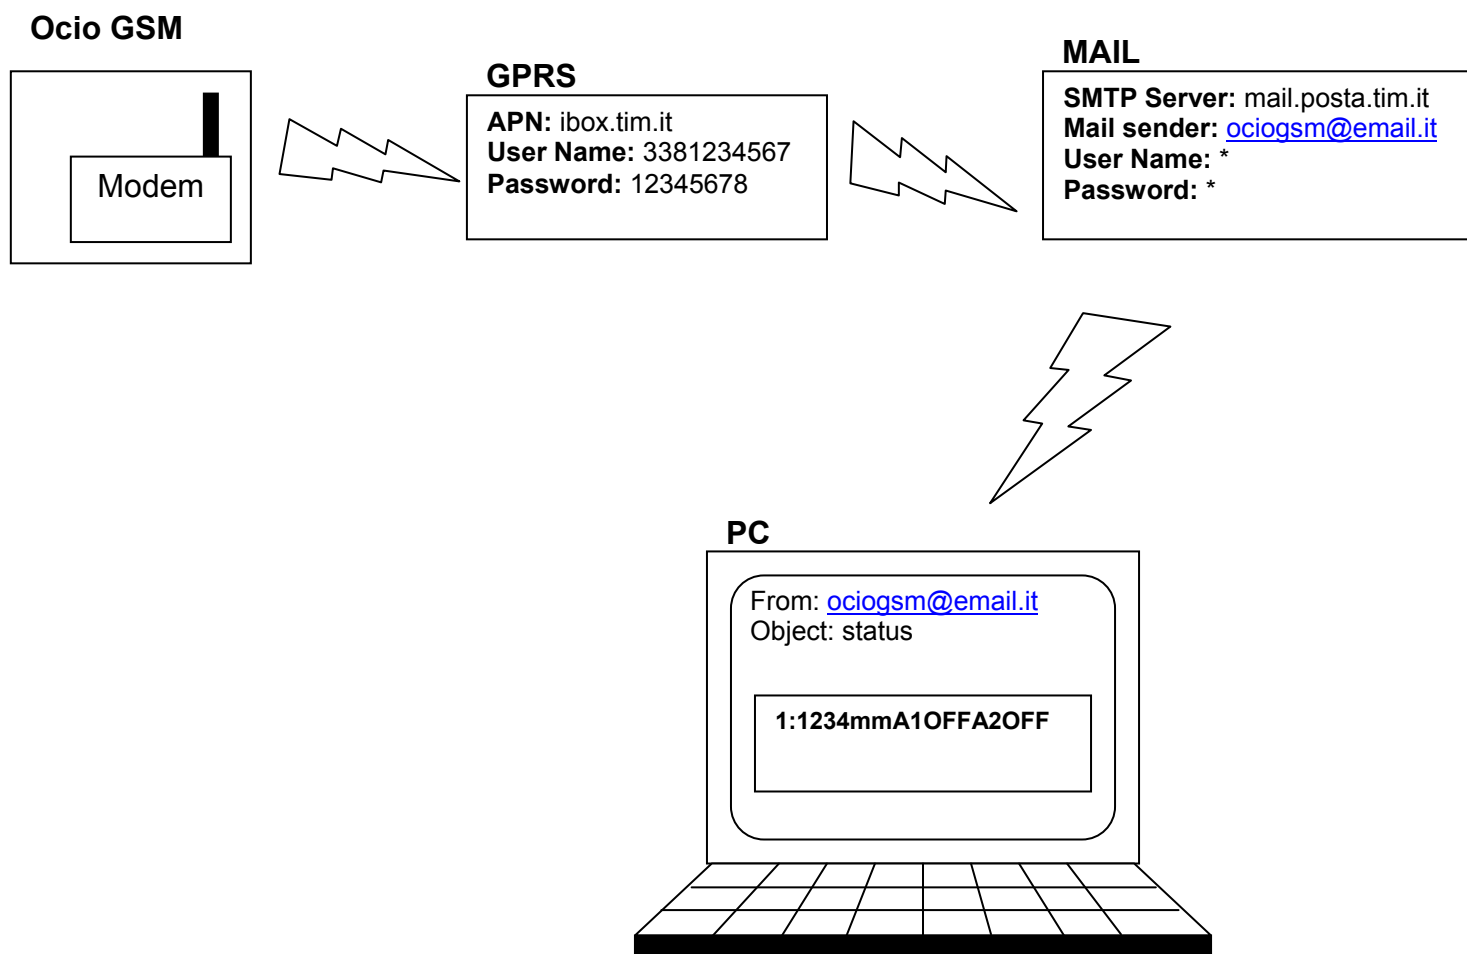 Ocio GSM
Modem
GPRS
APN: ibox.tim.it
User Name: 3381234567
Password: 12345678
MAIL
SMTP Server: mail.posta.tim.it
Mail sender: ociogsm@email.it
User Name: *
Password: *
PC
From: ociogsm@email.it
Object: status
1:1234mmA1OFFA2OFF